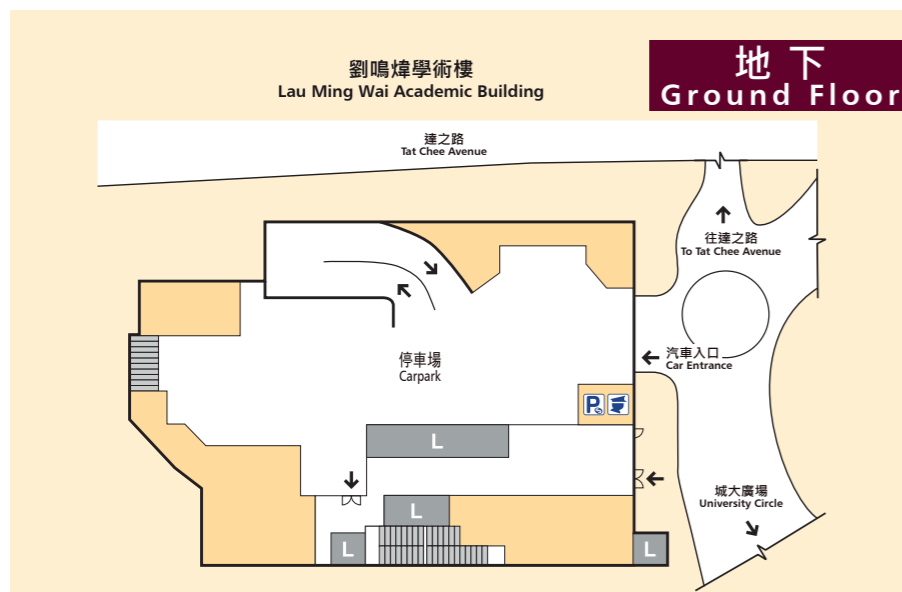 劉鳴煒學術樓
Lau Ming Wai Academic Building
地下
Ground Floor
達之路
Tat Chee Avenue
往達之路
To Tat Chee Avenue
汽車入口
Car Entrance
停車場
Carpark
P
L
L
城大廣場
University Circle
L
L